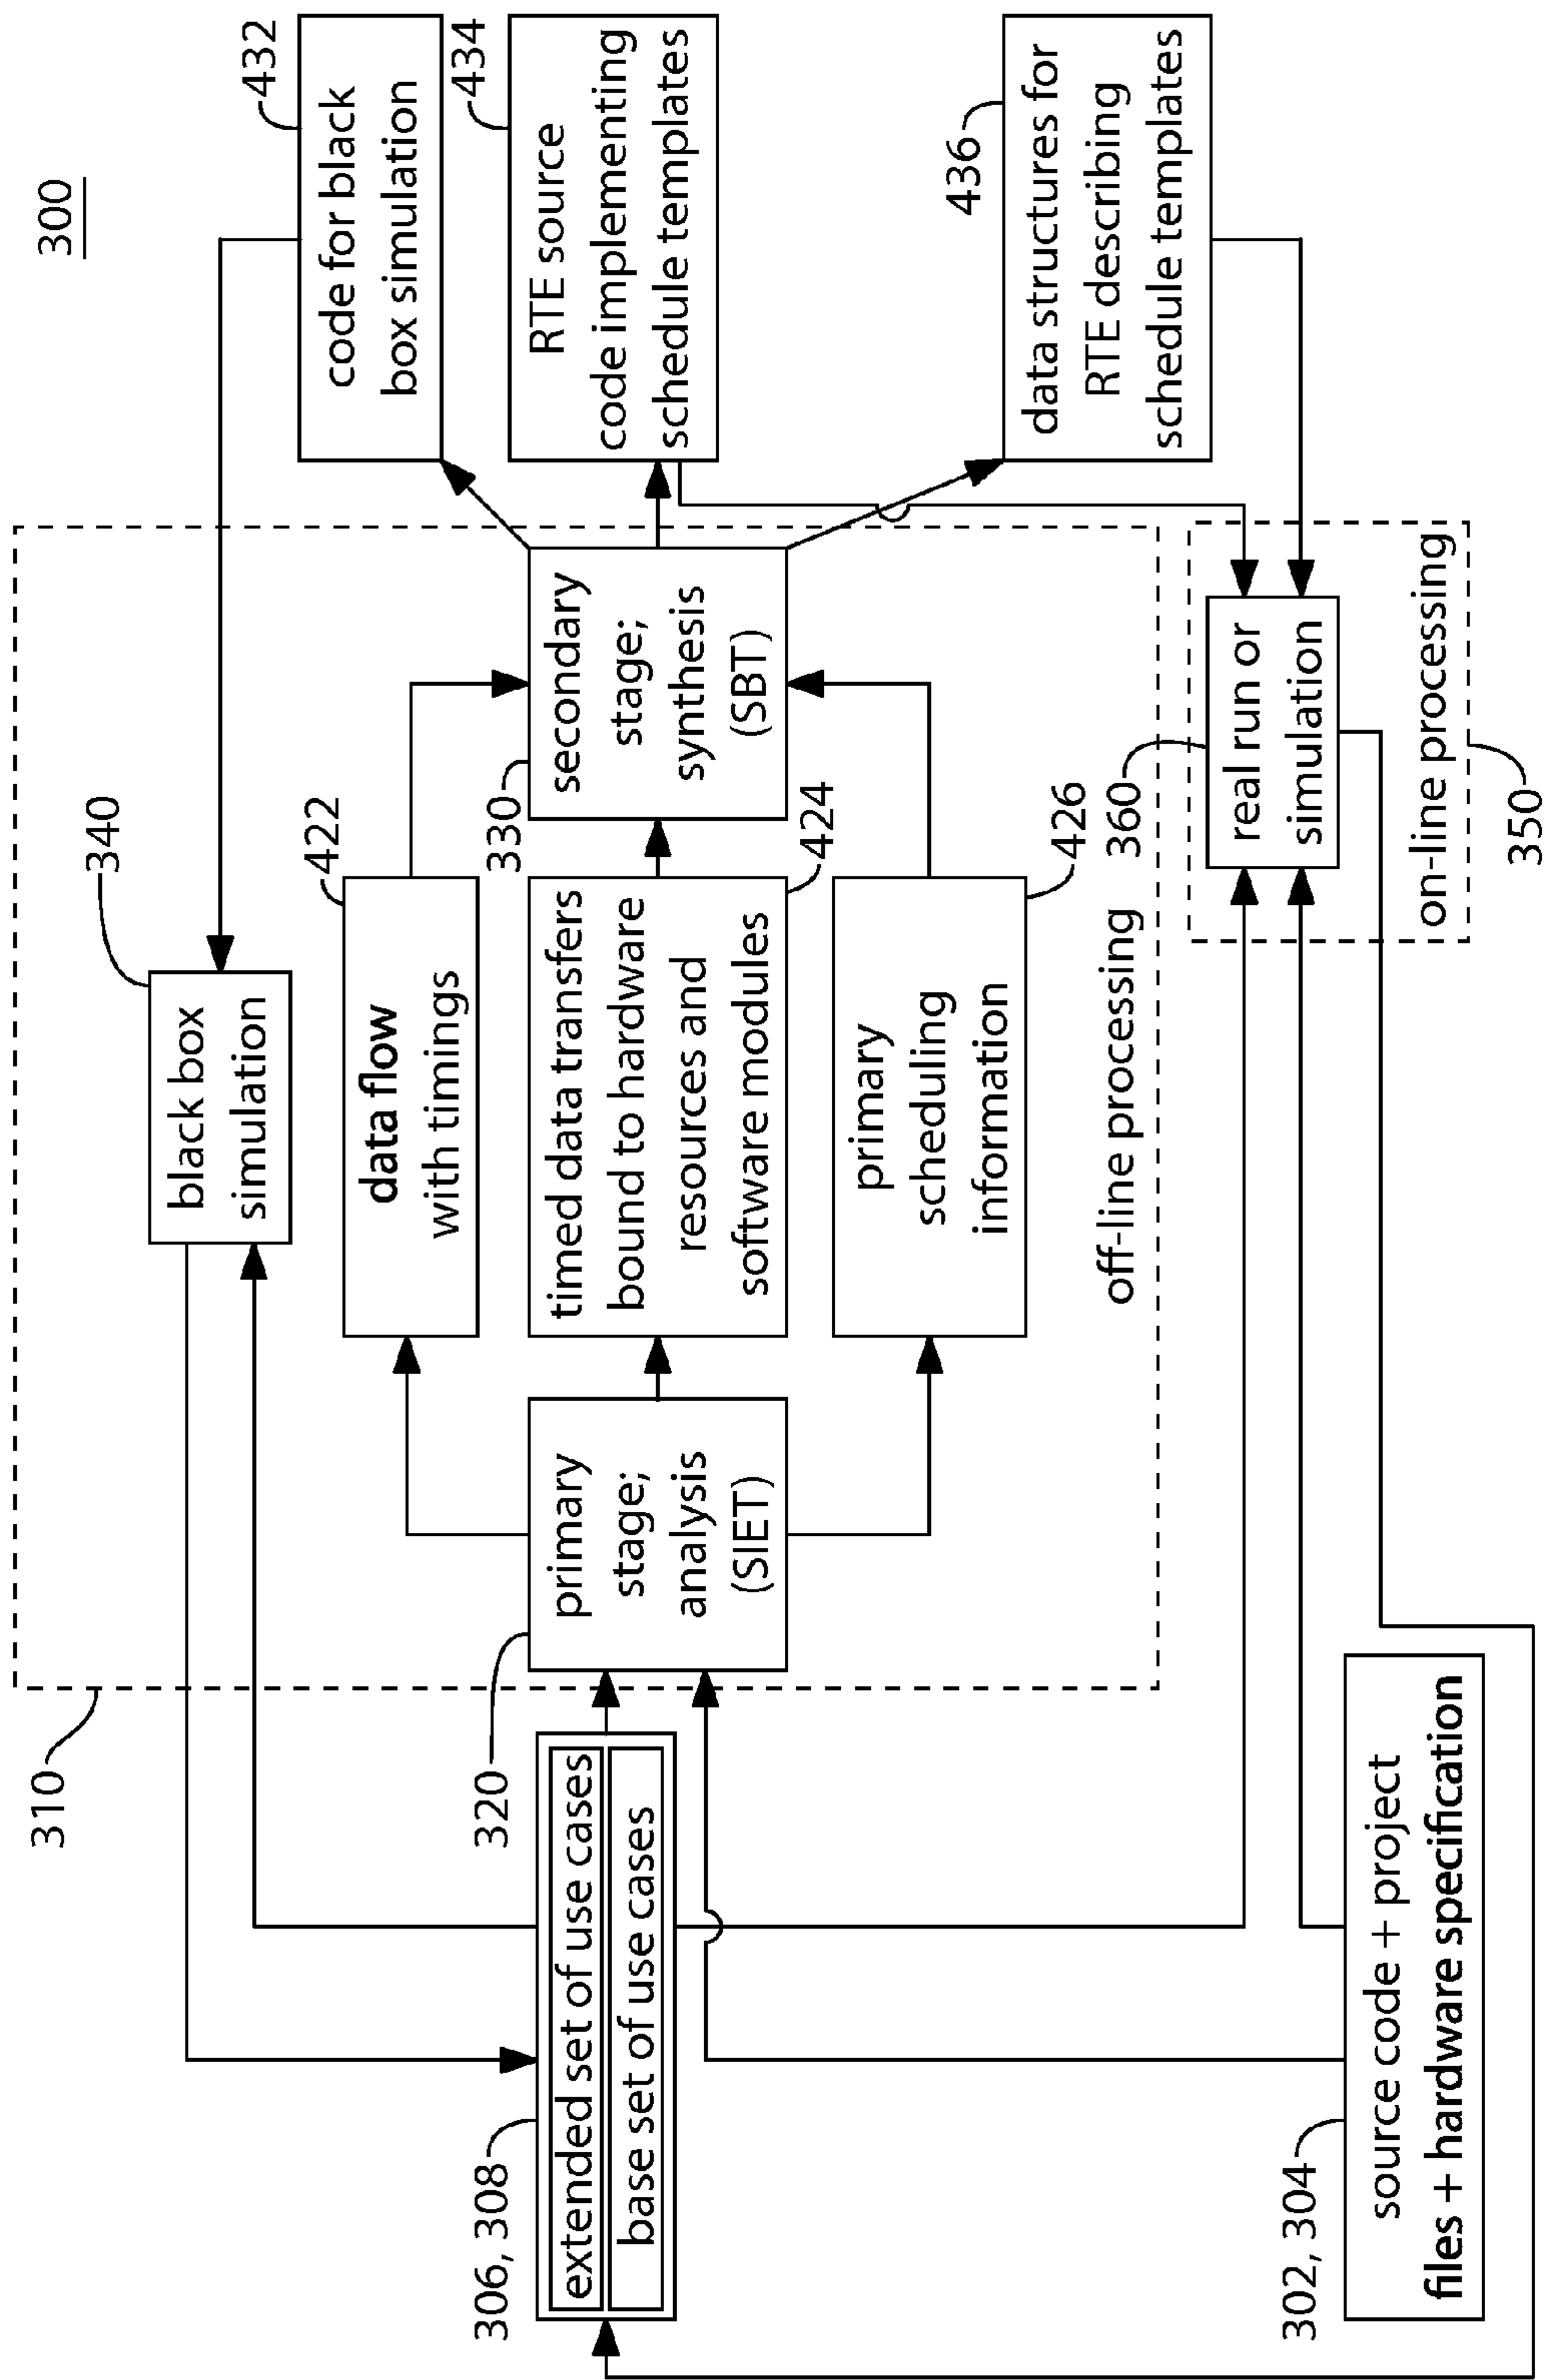 300
310
340
black box
simulation
432
code for black
box simulation
422
data flow
with timings
434
RTE source
code implementing
schedule templates
306, 308
extended set of use cases
base set of use cases
320
primary
stage;
analysis
(SIET)
timed data transfers
bound to hardware
resources and
software modules
424
330
secondary
stage;
synthesis
(SBT)
primary
scheduling
information
426
436
data structures for
RTE describing
schedule templates
off-line processing
360
real run or
simulation
on-line processing
350
302, 304
source code + project
files + hardware specification